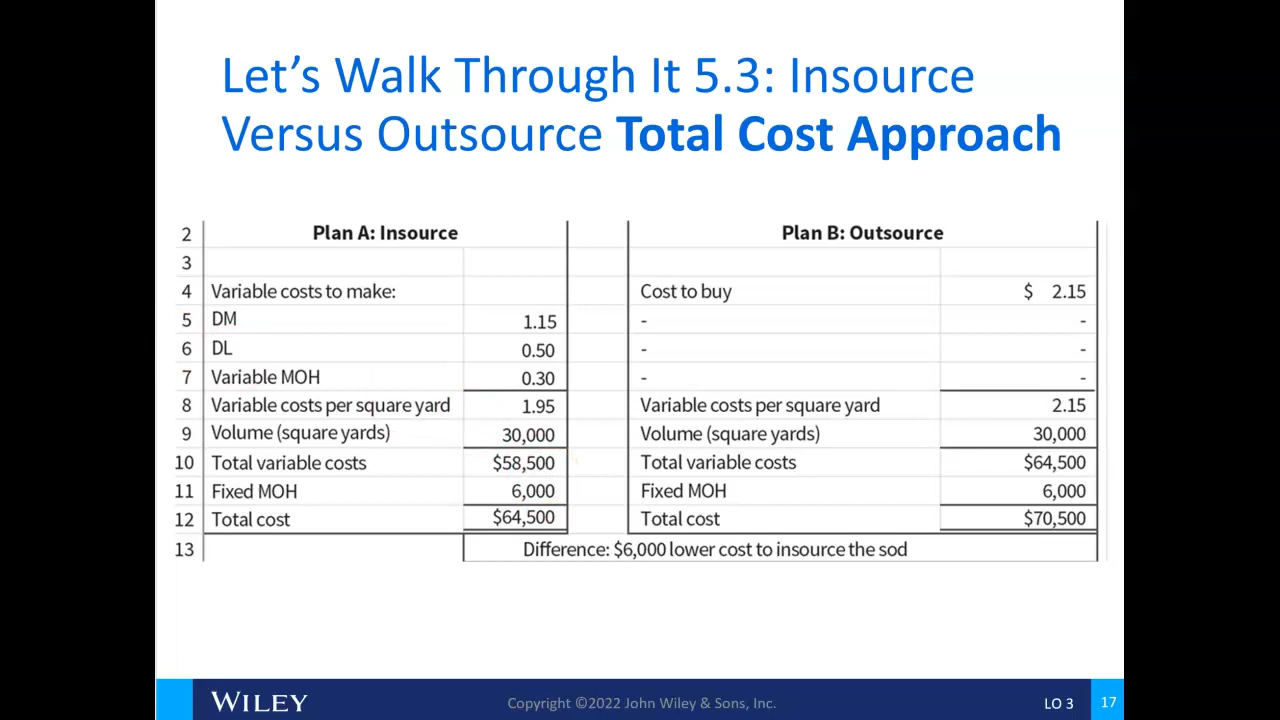 Let's Walk Through It 5.3: Insource
Versus Outsource Total Cost Approach
2 Plan A: Insource Plan B: Outsource
3
4 Variable costs to make: Cost to buy $ 2.15
5 DM 1.15 - -
6 DL 0.50 - -
7 Variable MOH 0.30 - -
8 Variable costs per square yard 1.95 Variable costs per square yard 2.15
9 Volume (square yards) 30,000 Volume (square yards) 30,000
10 Total variable costs $58,500 Total variable costs $64,500
11 Fixed MOH 6,000 Fixed MOH 6,000
12 Total cost $64,500 Total cost $70,500
13 Difference: $6,000 lower cost to insource the sod
WILEY Copyright ©2022 John Wiley & Sons, Inc. LO 3 17